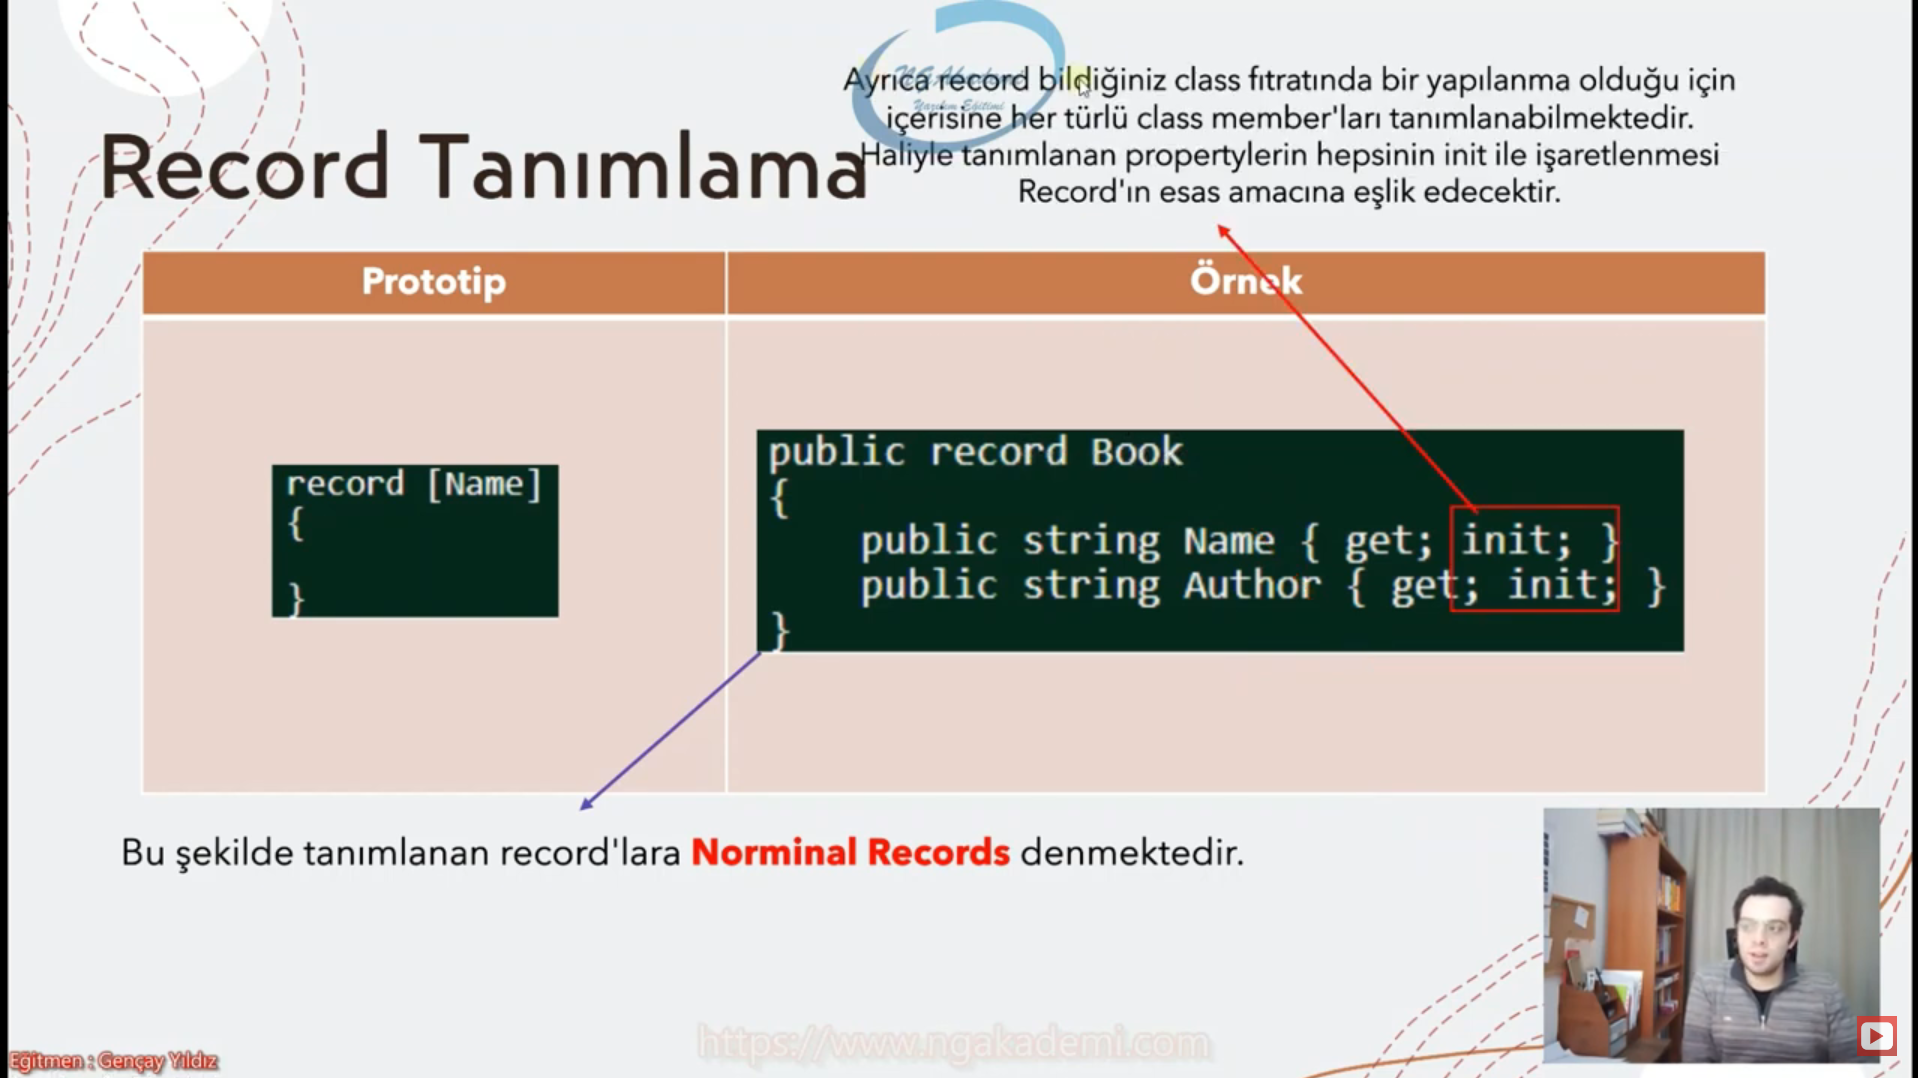 Ayrıca record bildiğiniz class fıtratında bir yapılanma olduğu için
içerisine her türlü class member'ları tanımlanabilmektedir.
Haliyle tanımlanan propertylerin hepsinin init ile işaretlenmesi
Record'ın esas amacına eşlik edecektir.
NGAkademi
Yazılım Eğitimi
Record Tanımlama
Prototip
Örnek
record [Name]
{
}
public record Book
{
public string Name { get; init; }
public string Author { get; init; }
}
Bu şekilde tanımlanan record'lara Norminal Records denmektedir.
https://www.ngakademi.com
Eğitmen : Gençay Yıldız